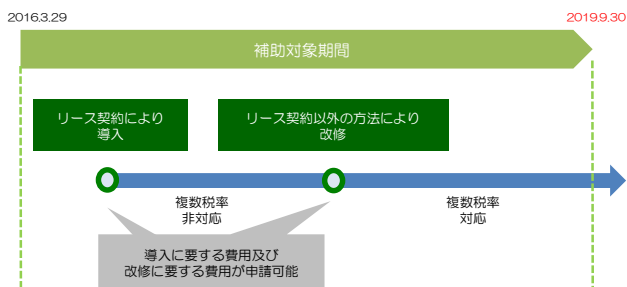 2016.3.29
2019.9.30
補助対象期間
リース契約により
導入
リース契約以外の方法により
改修
複数税率
非対応
複数税率
対応
導入に要する費用及び
改修に要する費用が申請可能